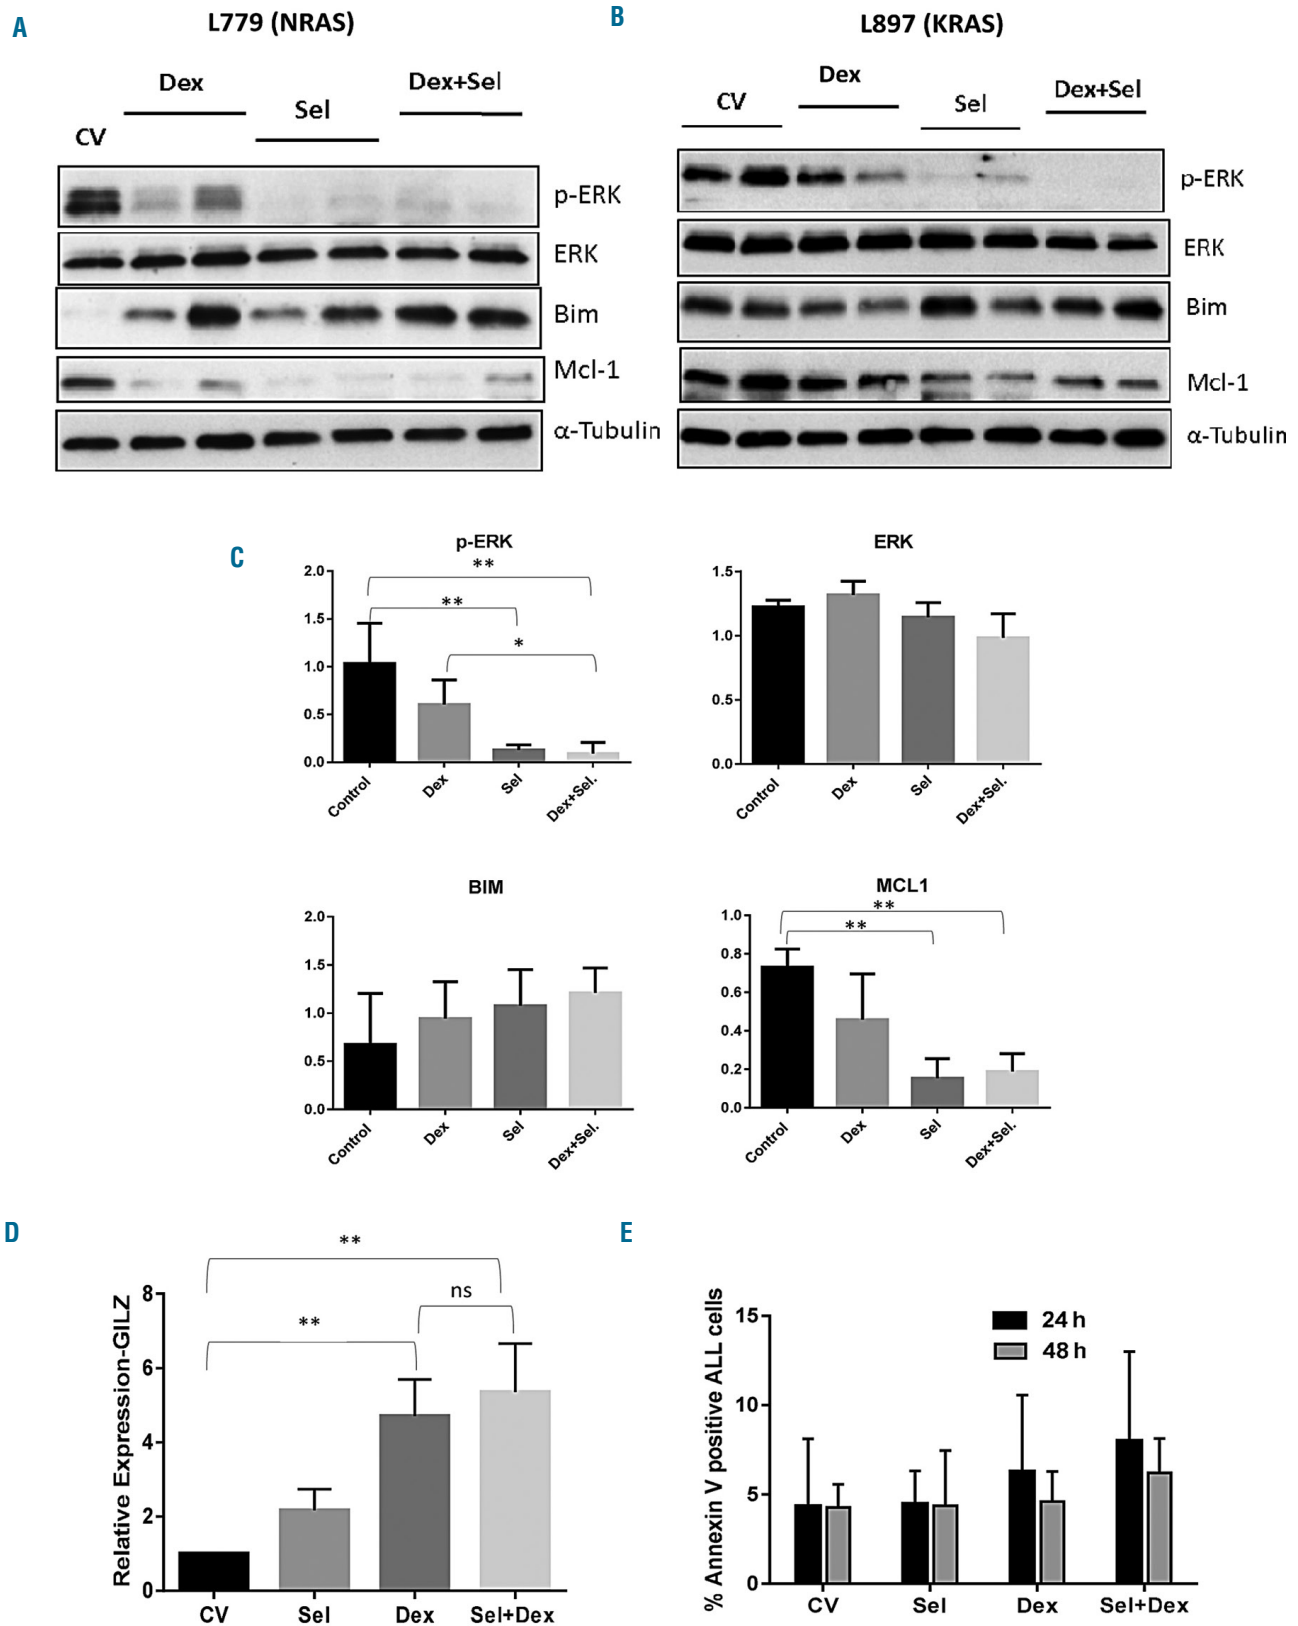 A
L779 (NRAS)
CV
Dex
Sel
Dex+Sel
p-ERK
ERK
Bim
Mcl-1
α-Tubulin
B
L897 (KRAS)
CV
Dex
Sel
Dex+Sel
p-ERK
ERK
Bim
Mcl-1
α-Tubulin
C
p-ERK
**
**
*
2.0
1.5
1.0
0.5
0.0
Control
Dex
Sel
Dex+Sel.
ERK
1.5
1.0
0.5
0.0
Control
Dex
Sel
Dex+Sel.
BIM
2.0
1.5
1.0
0.5
0.0
Control
Dex
Sel
Dex+Sel.
MCL1
**
**
1.0
0.8
0.6
0.4
0.2
0.0
Control
Dex
Sel
Dex+Sel.
D
**
ns
**
Relative Expression-GILZ
8
6
4
2
0
CV
Sel
Dex
Sel+Dex
E
% Annexin V positive ALL cells
15
10
5
0
24 h
48 h
CV
Sel
Dex
Sel+Dex